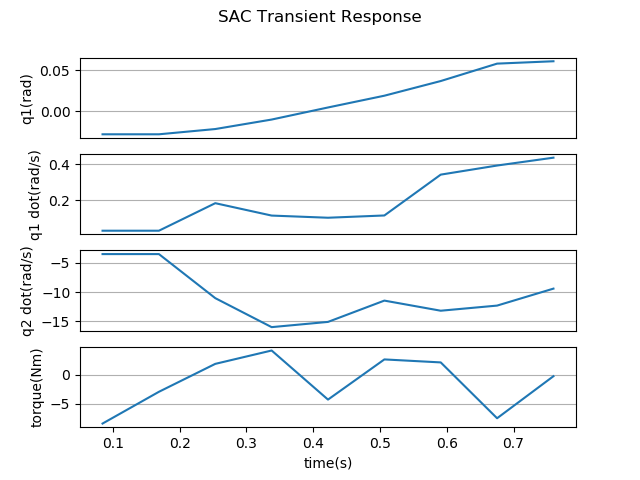 SAC Transient Response
q1(rad)
0.05
0.00
q1 dot(rad/s)
0.4
0.2
q2 dot(rad/s)
−5
−10
−15
torque(Nm)
0
−5
0.1 0.2 0.3 0.4 0.5 0.6 0.7
time(s)